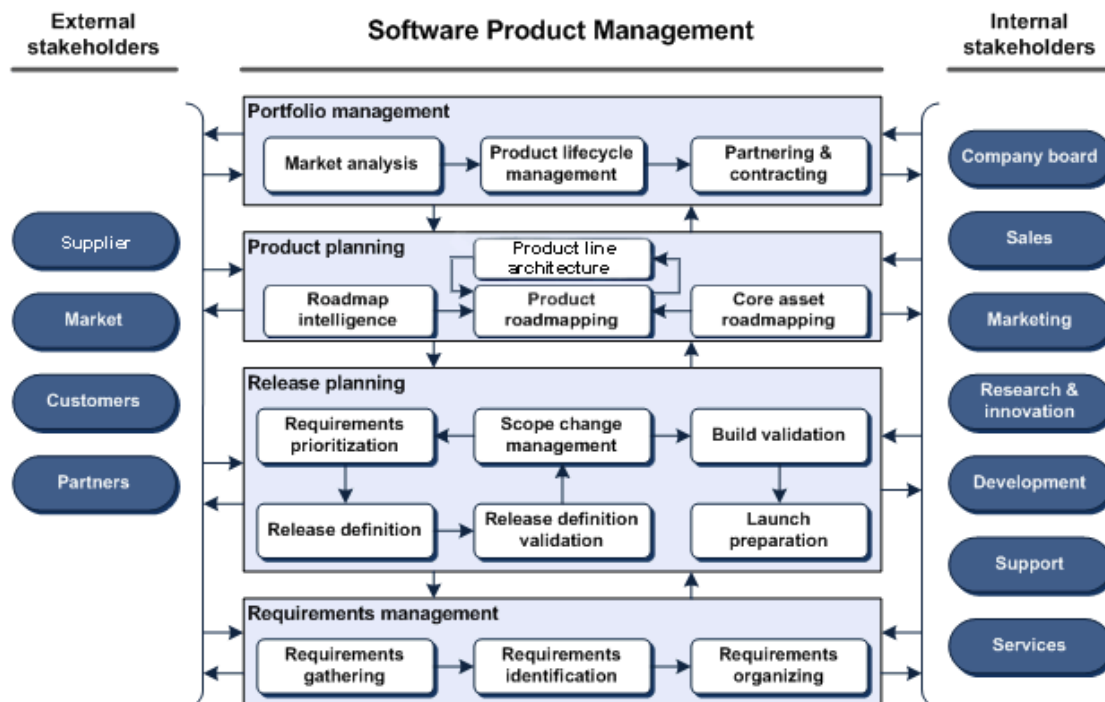 External
stakeholders
Software Product Management
Internal
stakeholders
Portfolio management
Market analysis
Product lifecycle
management
Partnering &
contracting
Product planning
Product line
architecture
Roadmap
intelligence
Product
roadmapping
Core asset
roadmapping
Release planning
Requirements
prioritization
Scope change
management
Build validation
Release definition
Release definition
validation
Launch
preparation
Requirements management
Requirements
gathering
Requirements
identification
Requirements
organizing
Supplier
Market
Customers
Partners
Company board
Sales
Marketing
Research &
innovation
Development
Support
Services